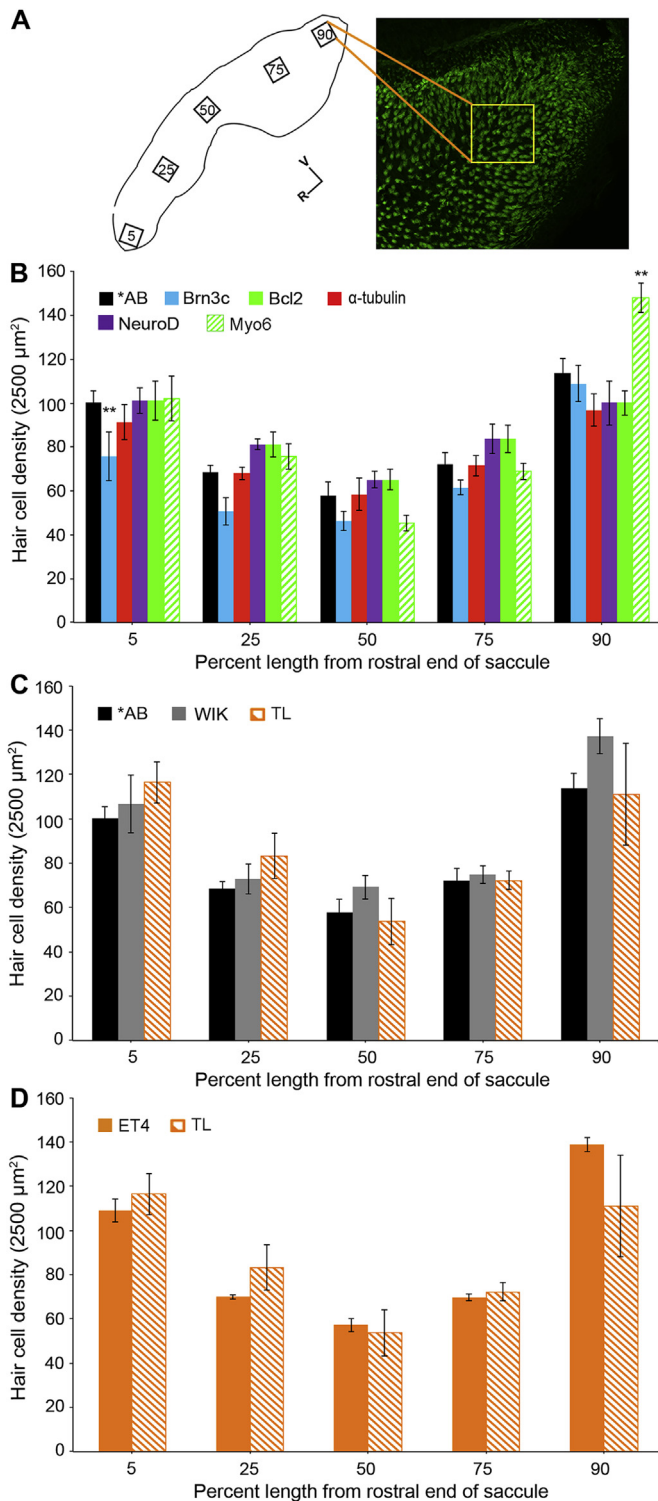 A
90
75
50
25
5
V
R
B
160
140
120
100
80
60
40
20
0
Hair cell density (2500 μm²)
*AB Brn3c Bcl2 α-tubulin
NeuroD Myo6
**
**
5 25 50 75 90
Percent length from rostral end of saccule
C
160
140
120
100
80
60
40
20
0
Hair cell density (2500 μm²)
*AB WIK TL
5 25 50 75 90
Percent length from rostral end of saccule
D
160
140
120
100
80
60
40
20
0
Hair cell density (2500 μm²)
ET4 TL
5 25 50 75 90
Percent length from rostral end of saccule